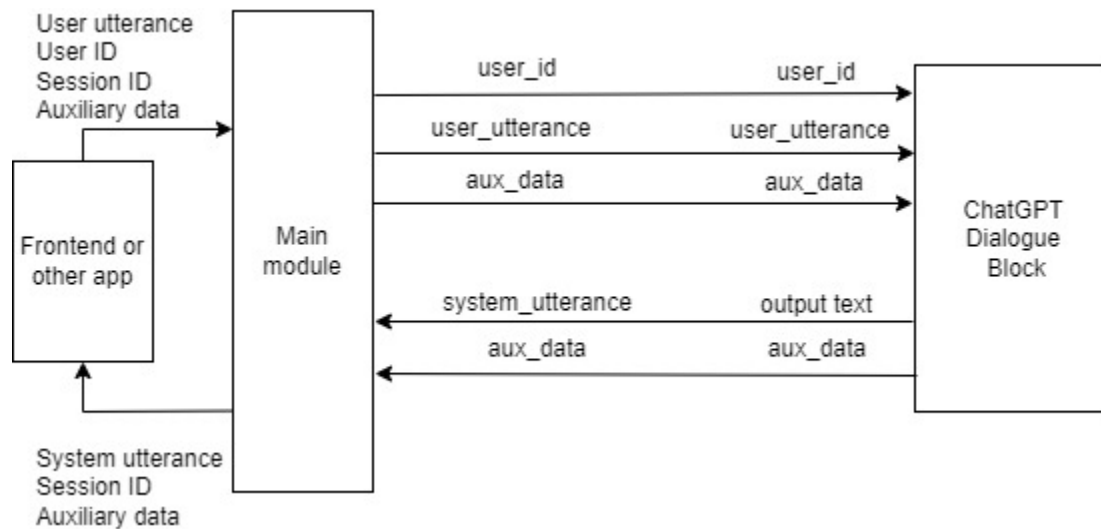 User utterance
User ID
Session ID
Auxiliary data
Frontend or
other app
System utterance
Session ID
Auxiliary data
Main
module
user_id user_id
user_utterance user_utterance
aux_data aux_data
system_utterance output text
aux_data aux_data
ChatGPT
Dialogue
Block